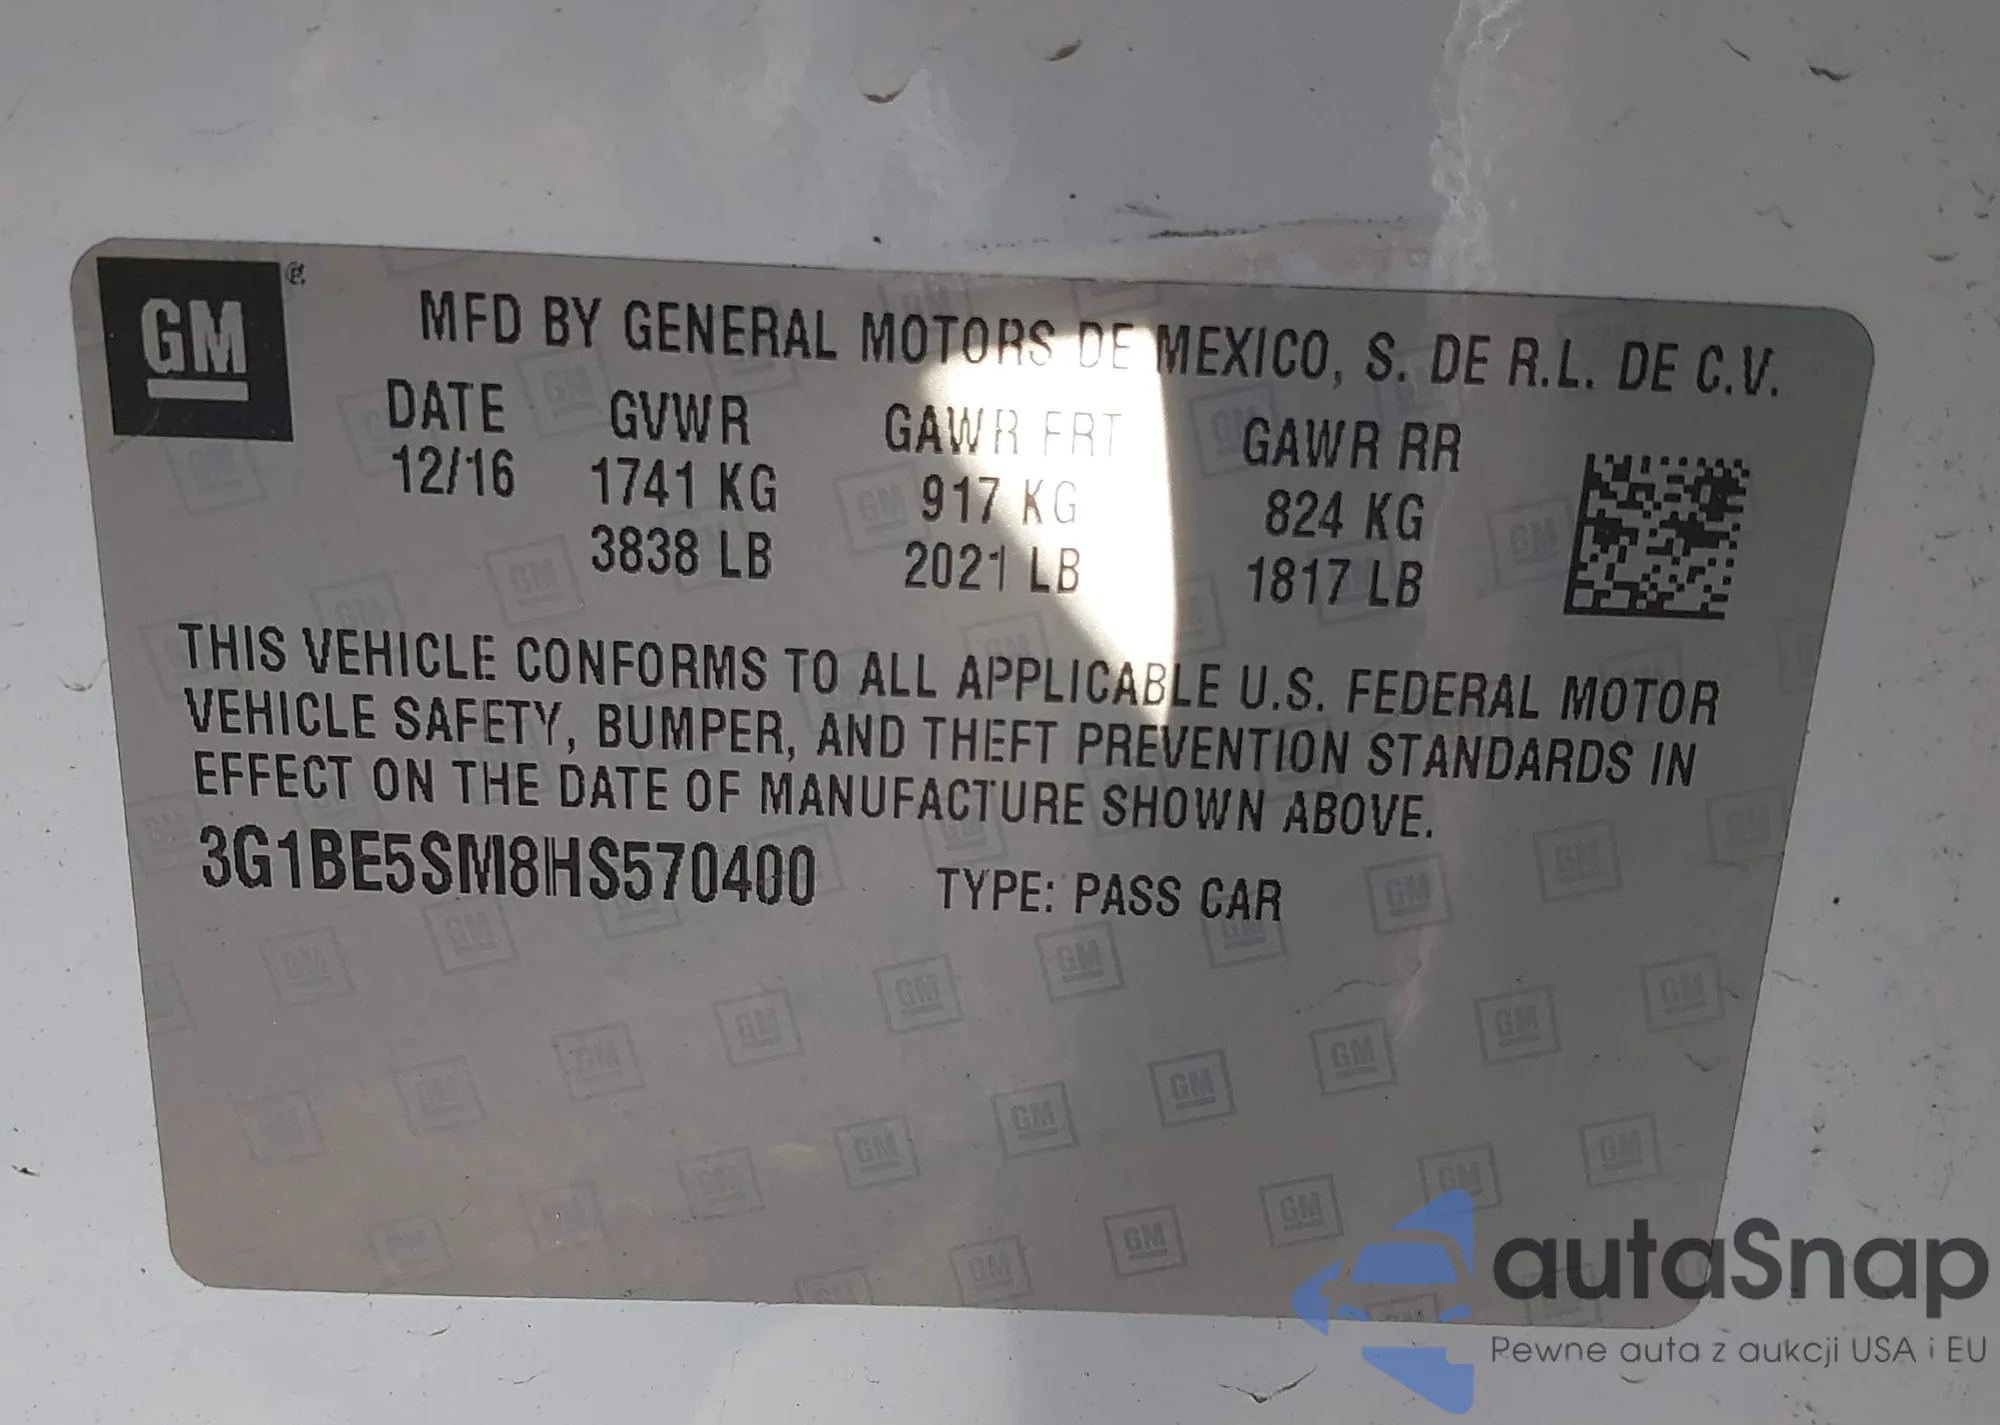 GM
MFD BY GENERAL MOTORS DE MEXICO, S. DE R.L. DE C.V.
DATE GVWR GAWR FRT GAWR RR
12/16 1741 KG 917 KG 824 KG
3838 LB 2021 LB 1817 LB
THIS VEHICLE CONFORMS TO ALL APPLICABLE U.S. FEDERAL MOTOR
VEHICLE SAFETY, BUMPER, AND THEFT PREVENTION STANDARDS IN
EFFECT ON THE DATE OF MANUFACTURE SHOWN ABOVE.
3G1BE5SM8HS570400 TYPE: PASS CAR
autaSnap
Pewne auta z aukcji USA i EU